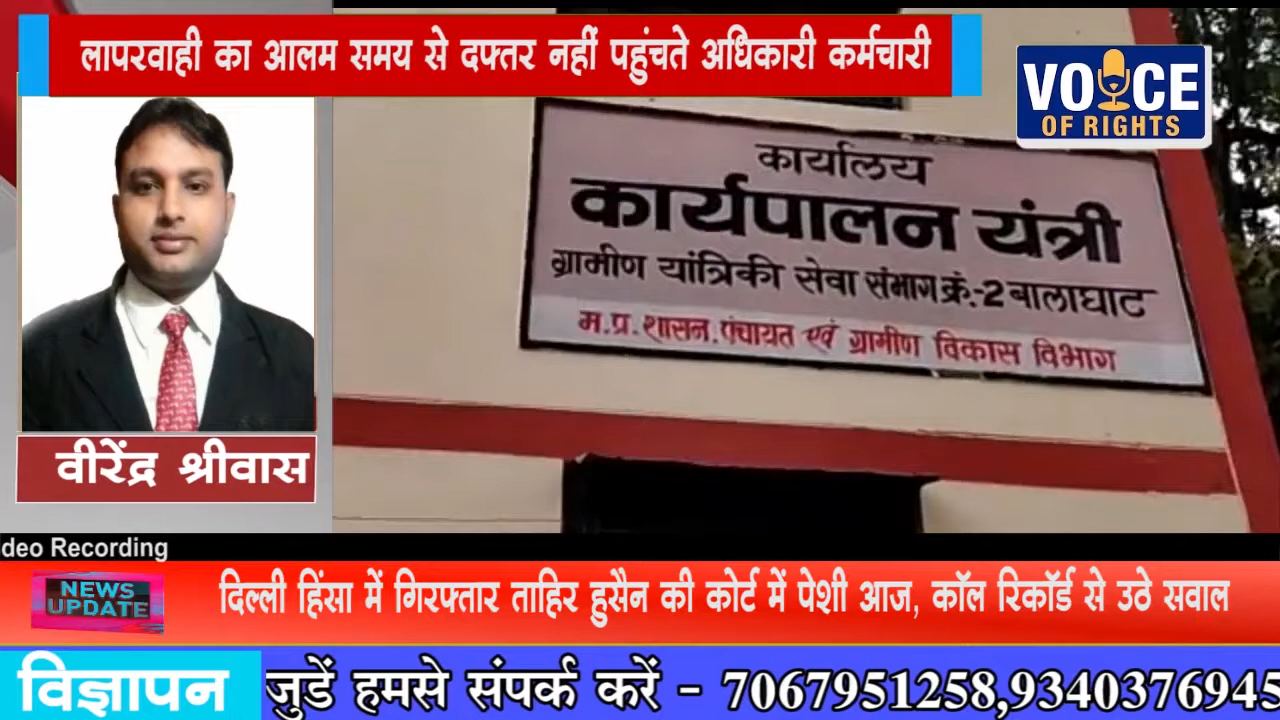 लापरवाही का आलम समय से दफ्तर नहीं पहुंचते अधिकारी कर्मचारी
VOICE
OF RIGHTS
कार्यालय
कार्यपालन यंत्री
ग्रामीण यांत्रिकी सेवा संभाग क्रं.-2 बालाघाट
म.प्र. शासन. पंचायत एवं ग्रामीण विकास विभाग
वीरेंद्र श्रीवास
deo Recording
NEWS
UPDATE
दिल्ली हिंसा में गिरफ्तार ताहिर हुसैन की कोर्ट में पेशी आज, कॉल रिकॉर्ड से उठे सवाल
विज्ञापन
जुडें हमसे संपर्क करें - 7067951258,9340376945